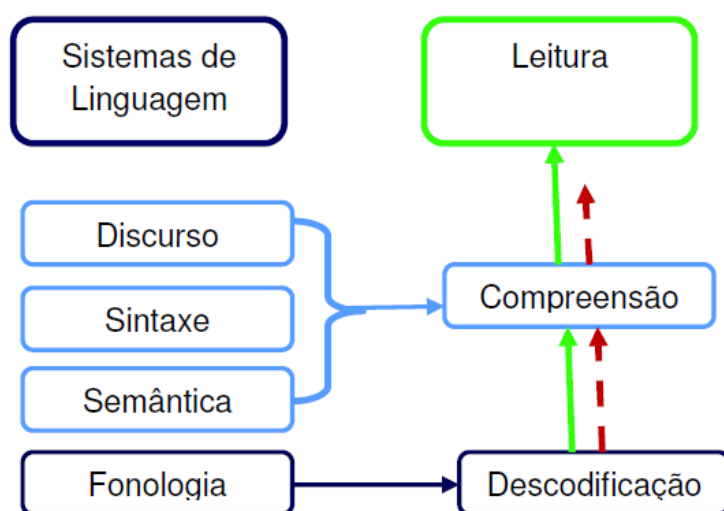 Sistemas de
Linguagem
Leitura
Discurso
Sintaxe
Semântica
Fonologia
Compreensão
Descodificação